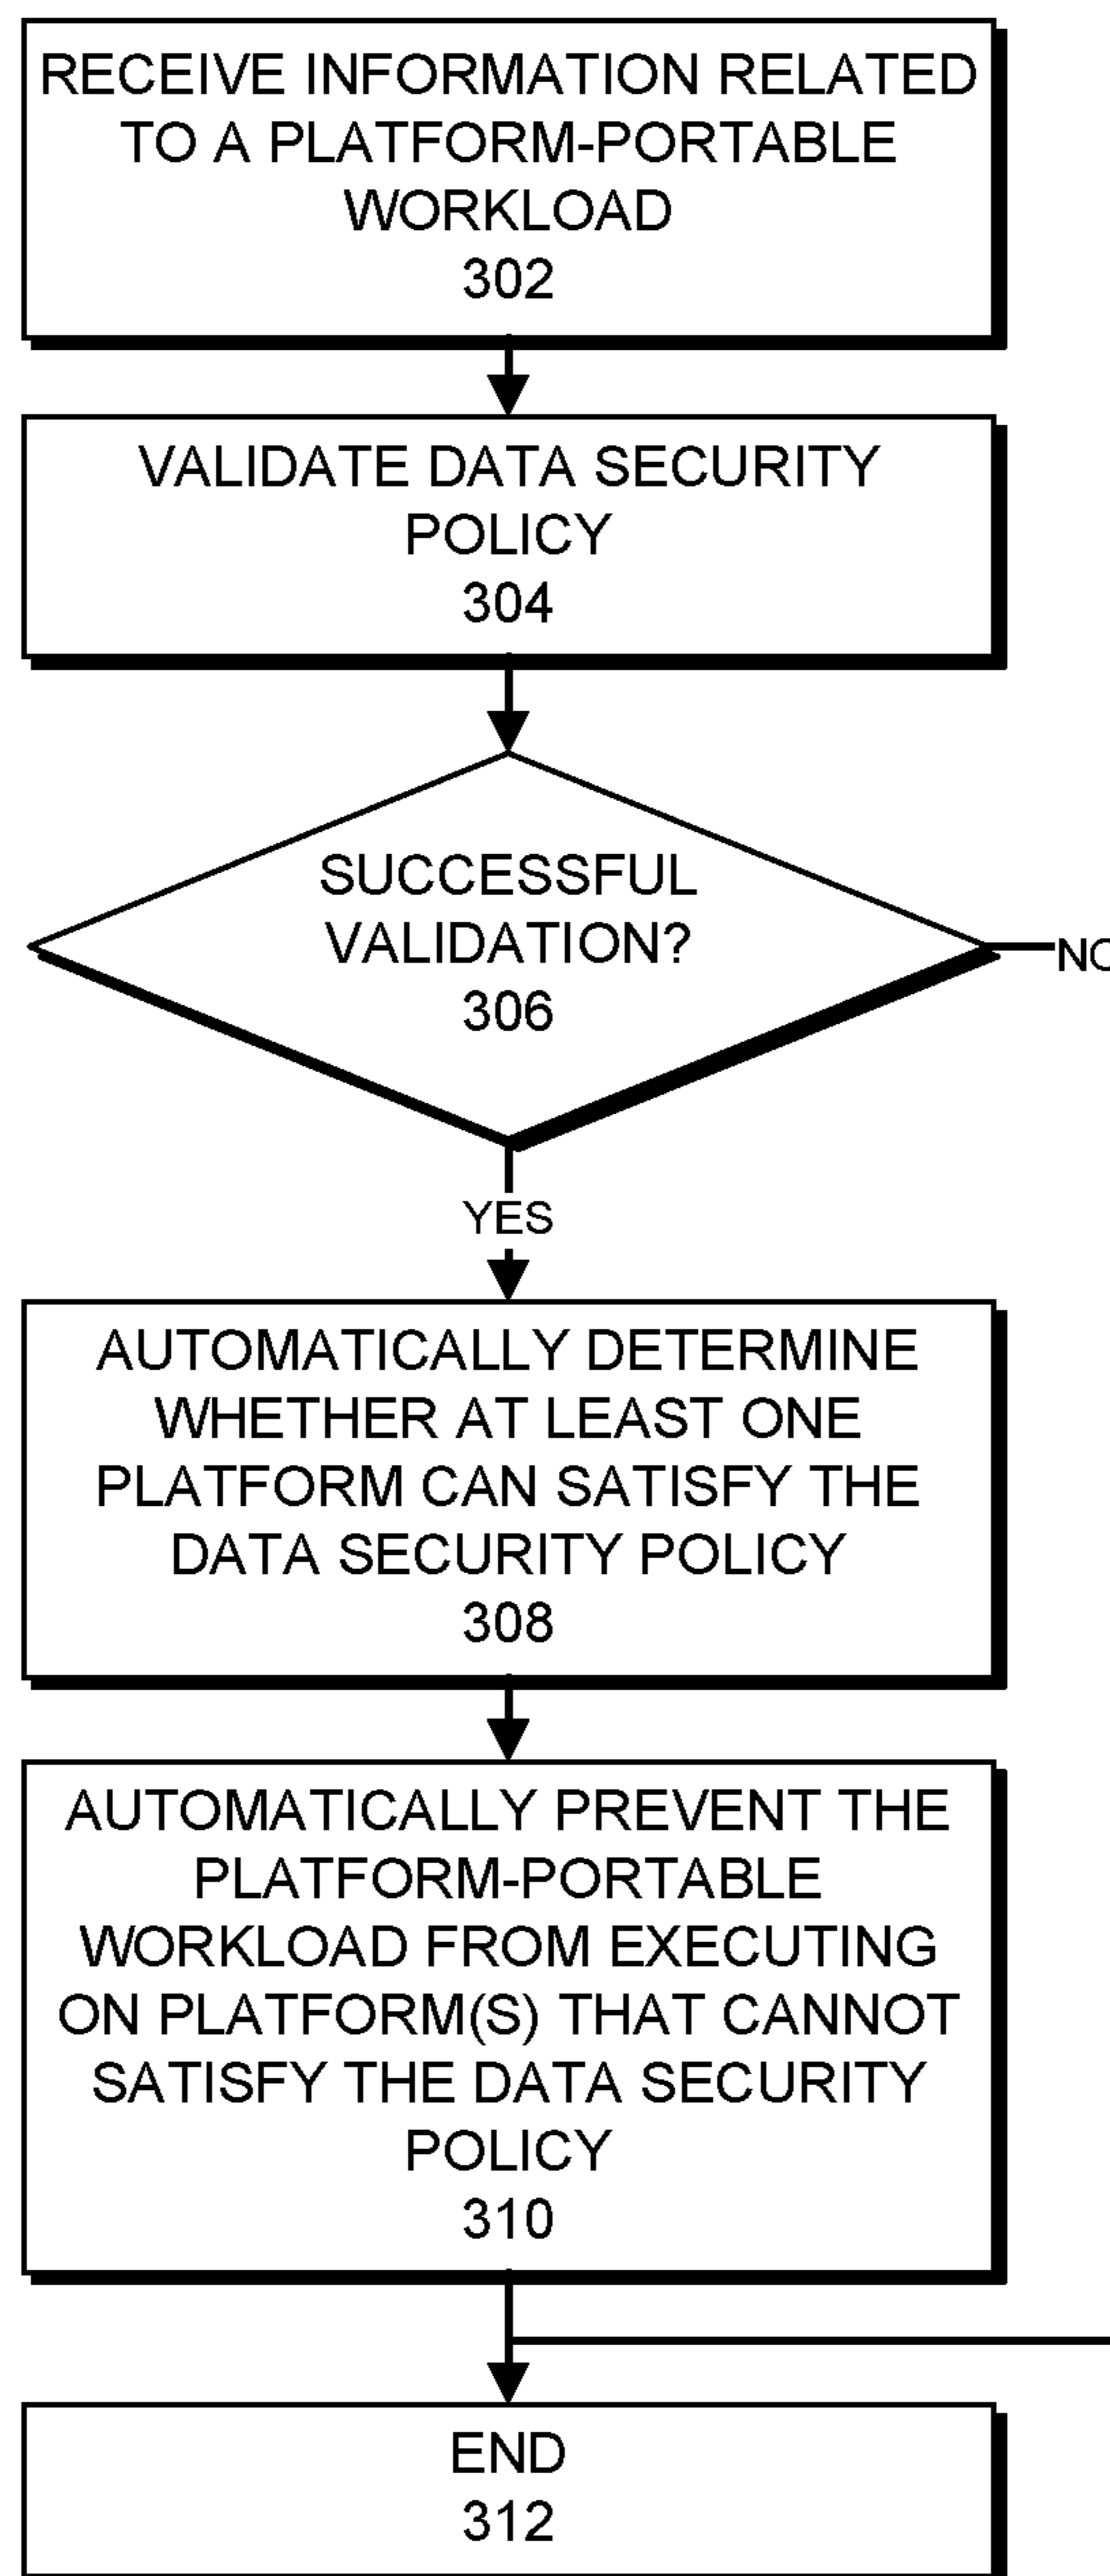 RECEIVE INFORMATION RELATED
TO A PLATFORM-PORTABLE
WORKLOAD
302
VALIDATE DATA SECURITY
POLICY
304
SUCCESSFUL
VALIDATION?
306
NO
YES
AUTOMATICALLY DETERMINE
WHETHER AT LEAST ONE
PLATFORM CAN SATISFY THE
DATA SECURITY POLICY
308
AUTOMATICALLY PREVENT THE
PLATFORM-PORTABLE
WORKLOAD FROM EXECUTING
ON PLATFORM(S) THAT CANNOT
SATISFY THE DATA SECURITY
POLICY
310
END
312